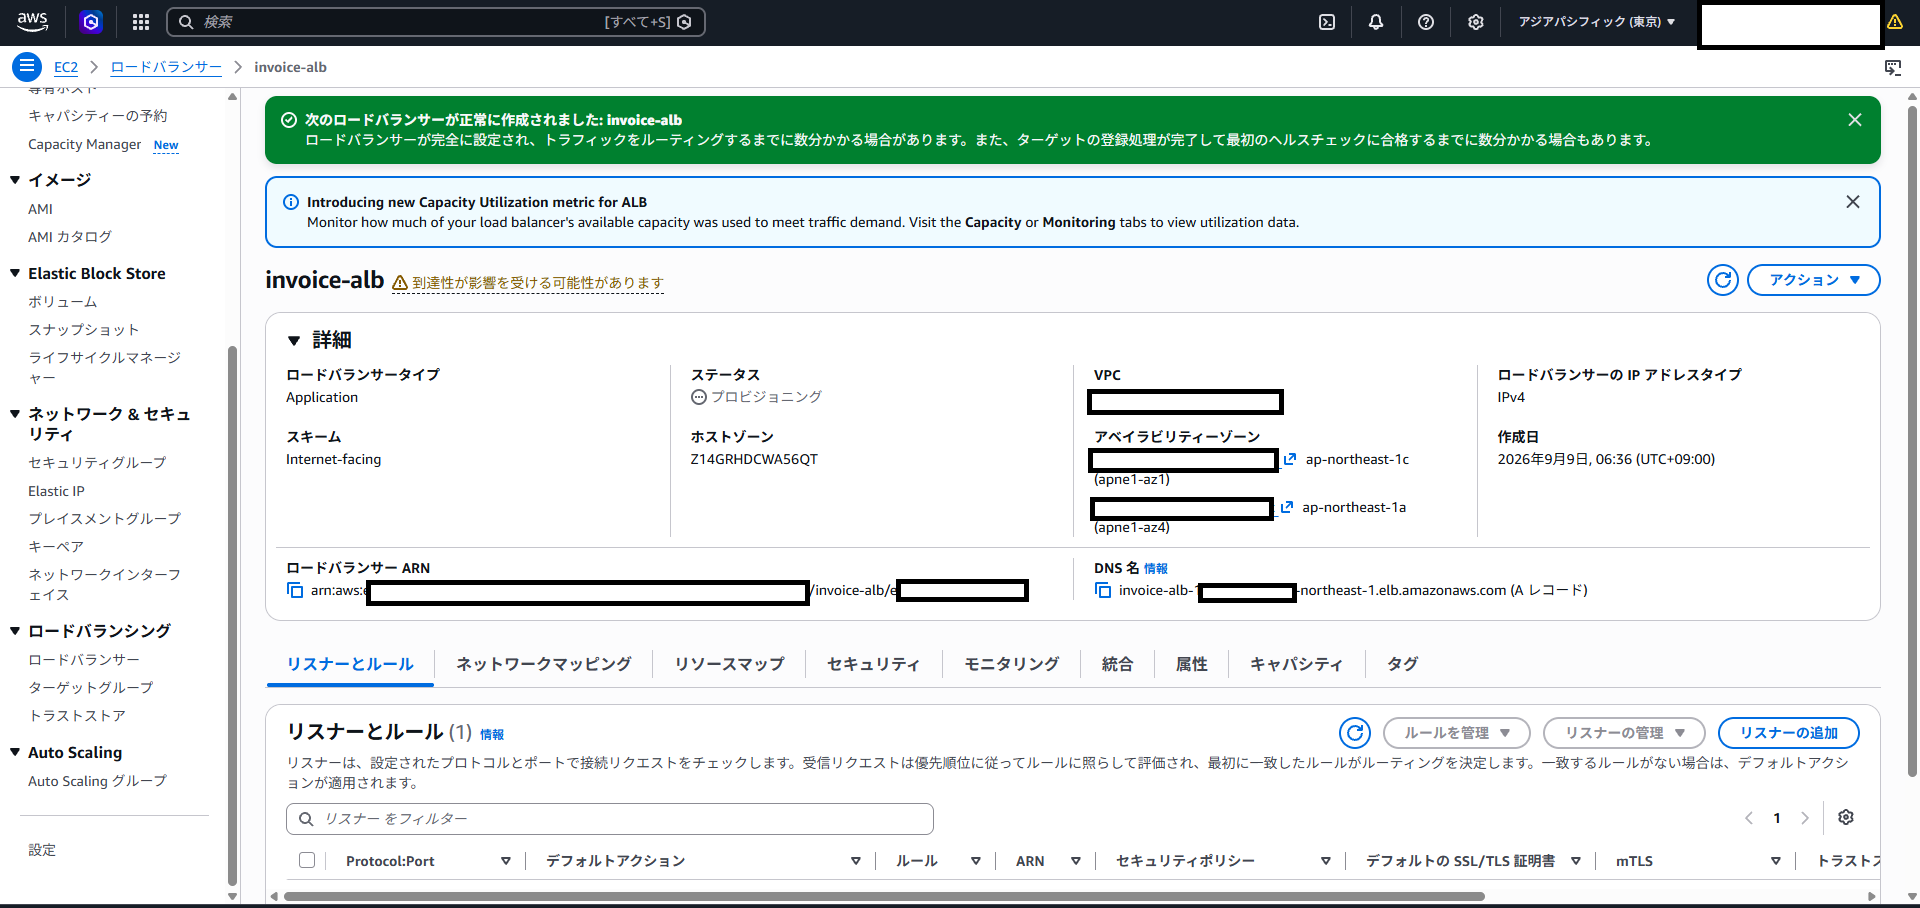 aws
検索
[すべて+S]
アジアパシフィック (東京)
EC2
ロードバランサー
invoice-alb
専有ホスト
キャパシティーの予約
Capacity Manager New
イメージ
AMI
AMI カタログ
Elastic Block Store
ボリューム
スナップショット
ライフサイクルマネージ
ャー
ネットワーク & セキュ
リティ
セキュリティグループ
Elastic IP
プレイスメントグループ
キーペア
ネットワークインターフ
ェイス
ロードバランシング
ロードバランサー
ターゲットグループ
トラストストア
Auto Scaling
Auto Scaling グループ
設定
次のロードバランサーが正常に作成されました: invoice-alb
ロードバランサーが完全に設定され、トラフィックをルーティングするまでに数分かかる場合があります。また、ターゲットの登録処理が完了して最初のヘルスチェックに合格するまでに数分かかる場合もあります。
Introducing new Capacity Utilization metric for ALB
Monitor how much of your load balancer's available capacity was used to meet traffic demand. Visit the Capacity or Monitoring tabs to view utilization data.
invoice-alb
到達性が影響を受ける可能性があります
アクション
詳細
ロードバランサータイプ
Application
ステータス
プロビジョニング
VPC
ロードバランサーの IP アドレスタイプ
IPv4
スキーム
Internet-facing
ホストゾーン
Z14GRHDCWA56QT
アベイラビリティーゾーン
ap-northeast-1c
(apne1-az1)
ap-northeast-1a
(apne1-az4)
作成日
2026年9月9日, 06:36 (UTC+09:00)
ロードバランサー ARN
arn:aws:e /invoice-alb/e
DNS 名 情報
invoice-alb-1 -northeast-1.elb.amazonaws.com (A レコード)
リスナーとルール
ネットワークマッピング
リソースマップ
セキュリティ
モニタリング
統合
属性
キャパシティ
タグ
リスナーとルール (1) 情報
ルールを管理
リスナーの管理
リスナーの追加
リスナーは、設定されたプロトコルとポートで接続リクエストをチェックします。受信リクエストは優先順位に従ってルールに照らして評価され、最初に一致したルールがルーティングを決定します。一致するルールがない場合は、デフォルトアクシ
ョンが適用されます。
リスナー をフィルター
1
Protocol:Port
デフォルトアクション
ルール
ARN
セキュリティポリシー
デフォルトの SSL/TLS 証明書
mTLS
トラストス